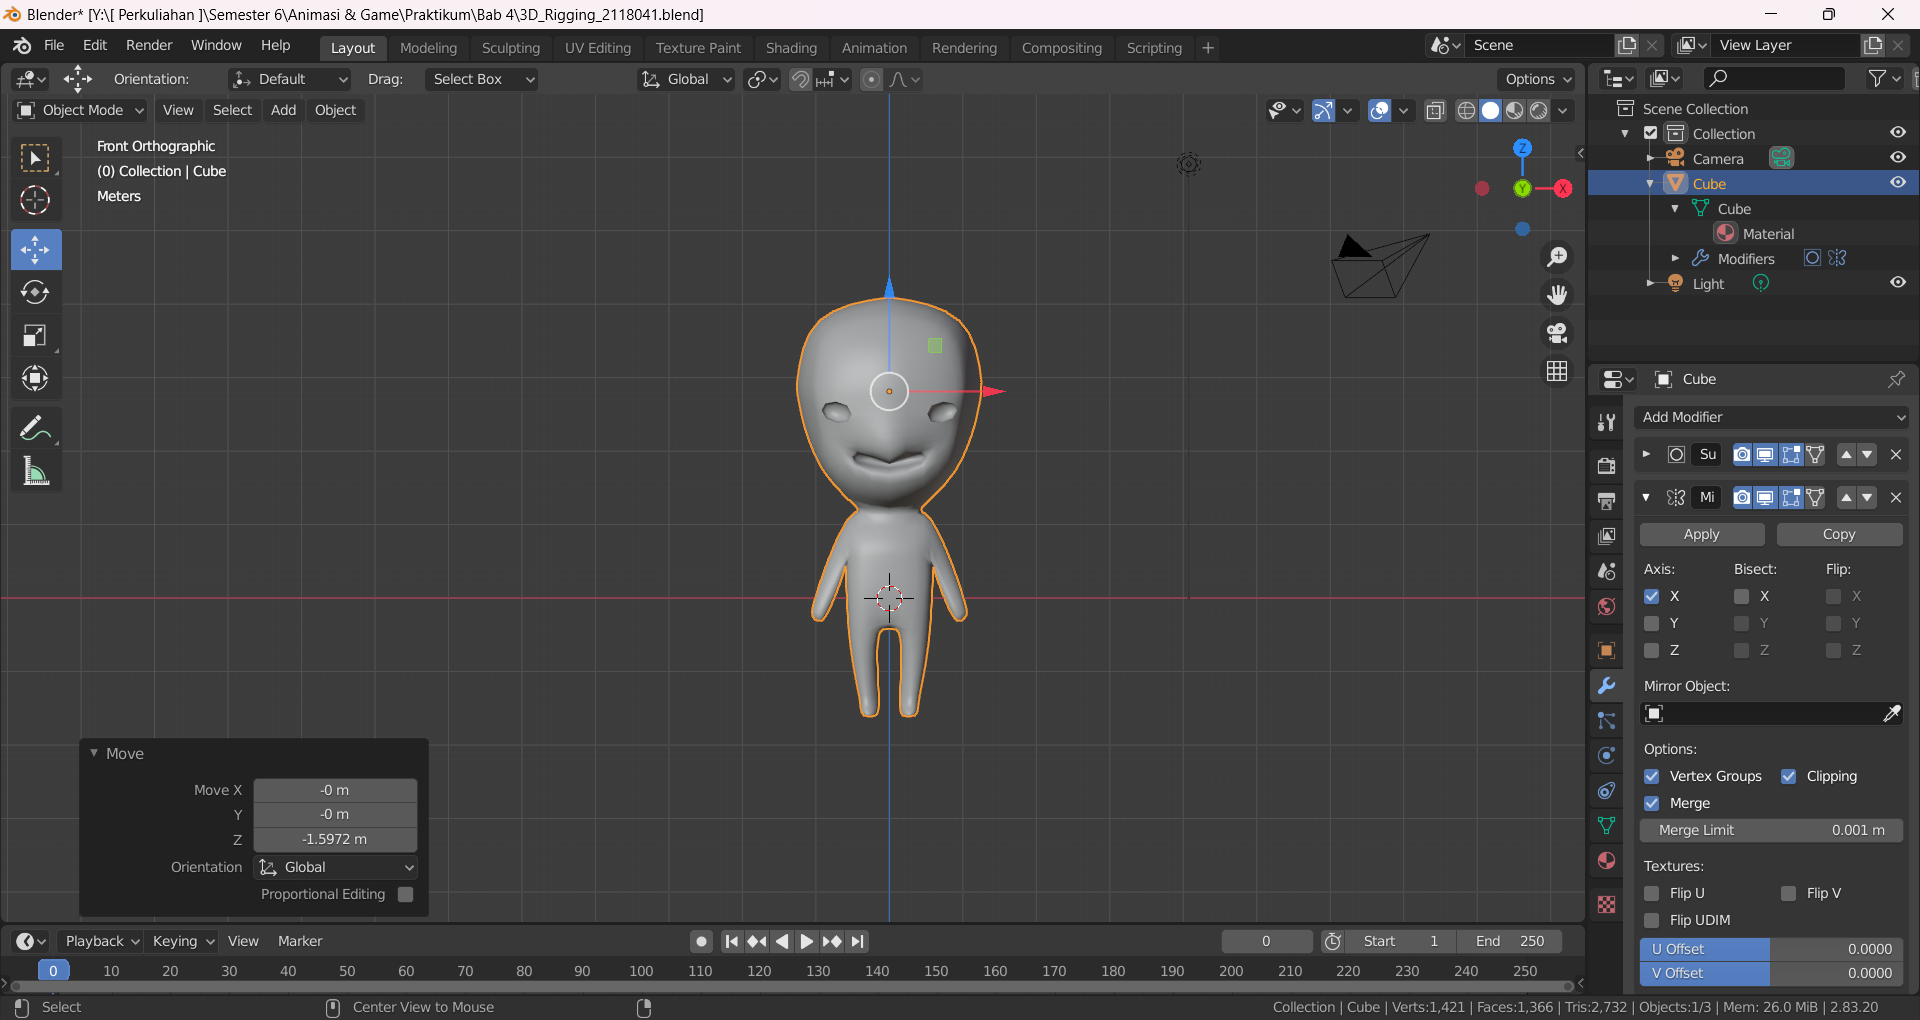 Blender* [Y:\[ Perkuliahan ]\Semester 6\Animasi & Game\Praktikum\Bab 4\3D_Rigging_2118041.blend]
File Edit Render Window Help Layout Modeling Sculpting UV Editing Texture Paint Shading Animation Rendering Compositing Scripting + Scene View Layer
Orientation: Default Drag: Select Box Global Options
Object Mode View Select Add Object
Front Orthographic
(0) Collection | Cube
Meters
Z
Y
X
Scene Collection
Collection
Camera
Cube
Cube
Material
Modifiers
Light
Cube
Add Modifier
Su
Mi
Apply Copy
Axis: Bisect: Flip:
X X X
Y Y Y
Z Z Z
Mirror Object:
Options:
Vertex Groups Clipping
Merge
Merge Limit 0.001 m
Textures:
Flip U Flip V
Flip UDIM
U Offset 0.0000
V Offset 0.0000
Move
Move X -0 m
Y -0 m
Z -1.5972 m
Orientation Global
Proportional Editing
Playback Keying View Marker 0 Start 1 End 250
0 10 20 30 40 50 60 70 80 90 100 110 120 130 140 150 160 170 180 190 200 210 220 230 240 250
Select Center View to Mouse Collection | Cube | Verts:1,421 | Faces:1,366 | Tris:2,732 | Objects:1/3 | Mem: 26.0 MiB | 2.83.20